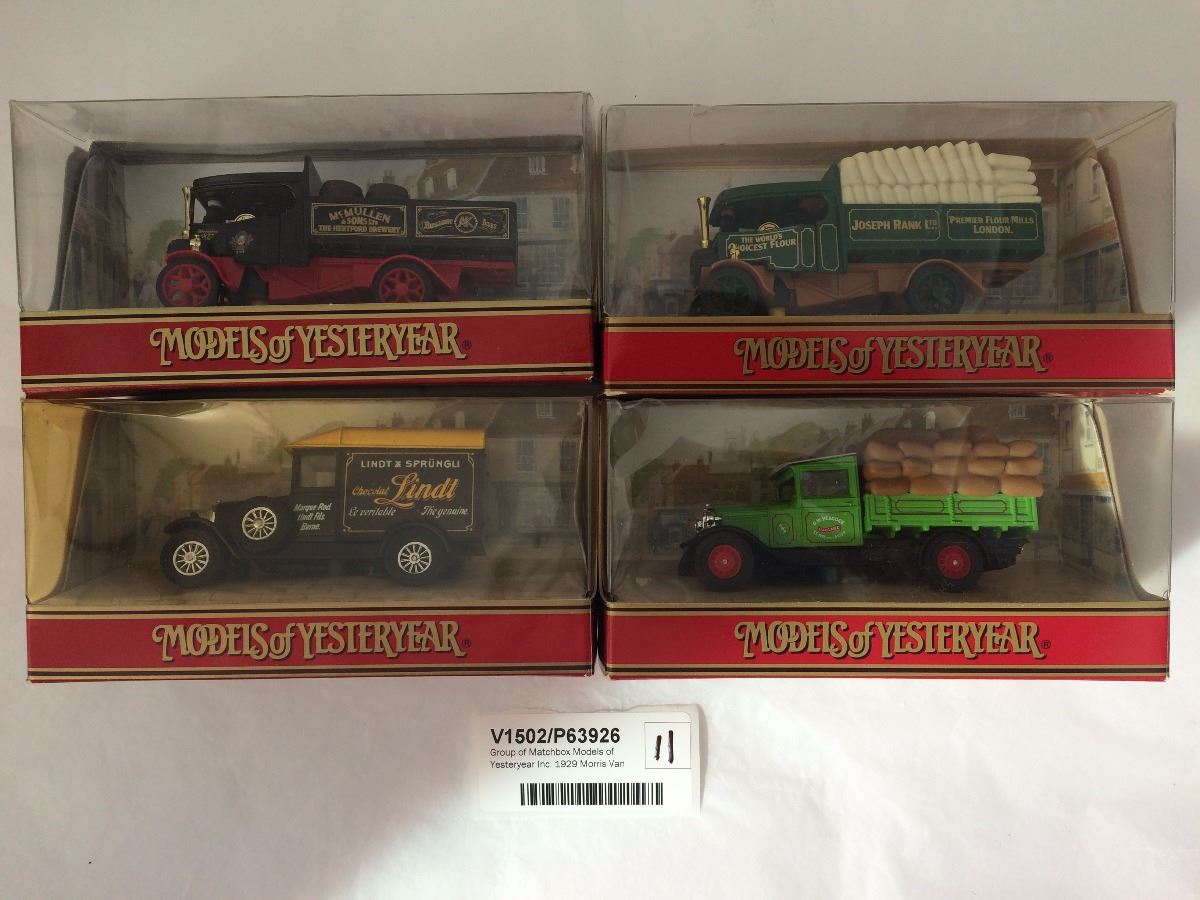 McMULLEN
& SONS LTD
THE HERTFORD BREWERY
AK
MODELS of YESTERYEAR®
THE WORLD'S
CHOICEST FLOUR
JOSEPH RANK LTD
PREMIER FLOUR MILLS
LONDON.
MODELS of YESTERYEAR®
LINDT & SPRÜNGLI
Chocolat Lindt
Le veritable The genuine
Marque Rod.
Lindt Fils.
Berne.
MODELS of YESTERYEAR®
MODELS of YESTERYEAR®
V1502/P63926
Group of Matchbox Models of
Yesteryear Inc. 1929 Morris Van
11